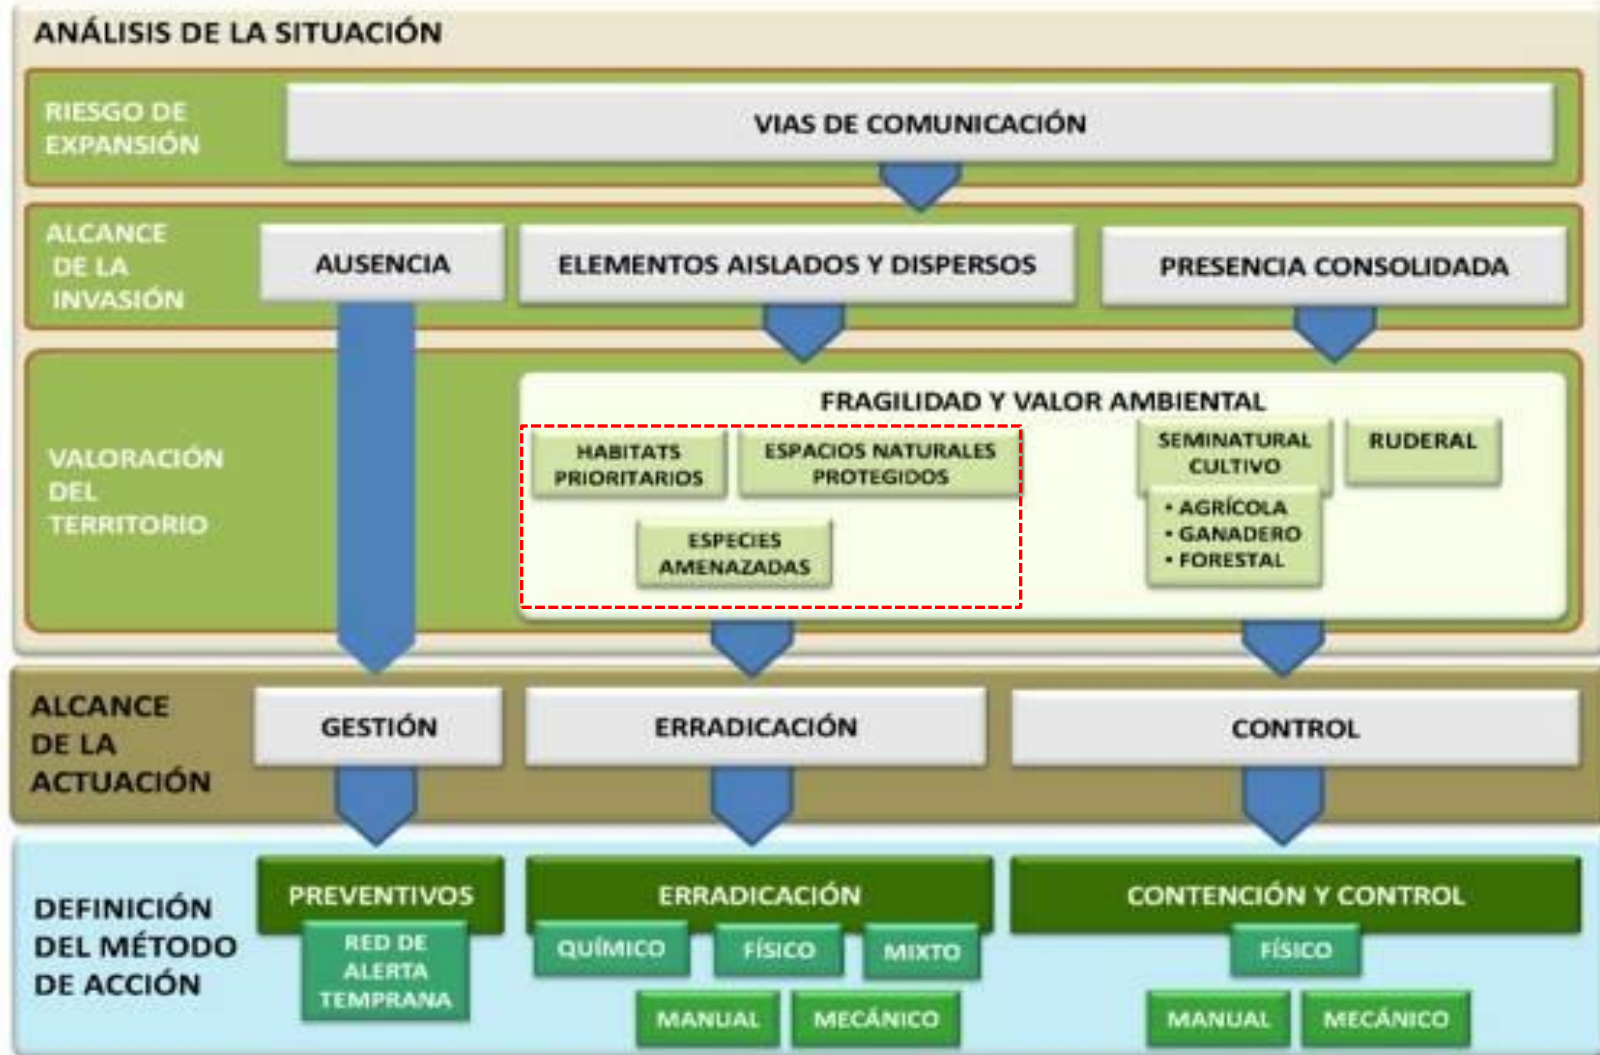 ANÁLISIS DE LA SITUACIÓN
RIESGO DE
EXPANSIÓN
VIAS DE COMUNICACIÓN
ALCANCE
DE LA
INVASIÓN
AUSENCIA
ELEMENTOS AISLADOS Y DISPERSOS
PRESENCIA CONSOLIDADA
VALORACIÓN
DEL
TERRITORIO
FRAGILIDAD Y VALOR AMBIENTAL
HABITATS
PRIORITARIOS
ESPACIOS NATURALES
PROTEGIDOS
ESPECIES
AMENAZADAS
SEMINATURAL
CULTIVO
• AGRÍCOLA
• GANADERO
• FORESTAL
RUDERAL
ALCANCE
DE LA
ACTUACIÓN
GESTIÓN
ERRADICACIÓN
CONTROL
DEFINICIÓN
DEL MÉTODO
DE ACCIÓN
PREVENTIVOS
RED DE
ALERTA
TEMPRANA
ERRADICACIÓN
QUÍMICO
FÍSICO
MIXTO
MANUAL
MECÁNICO
CONTENCIÓN Y CONTROL
FÍSICO
MANUAL
MECÁNICO